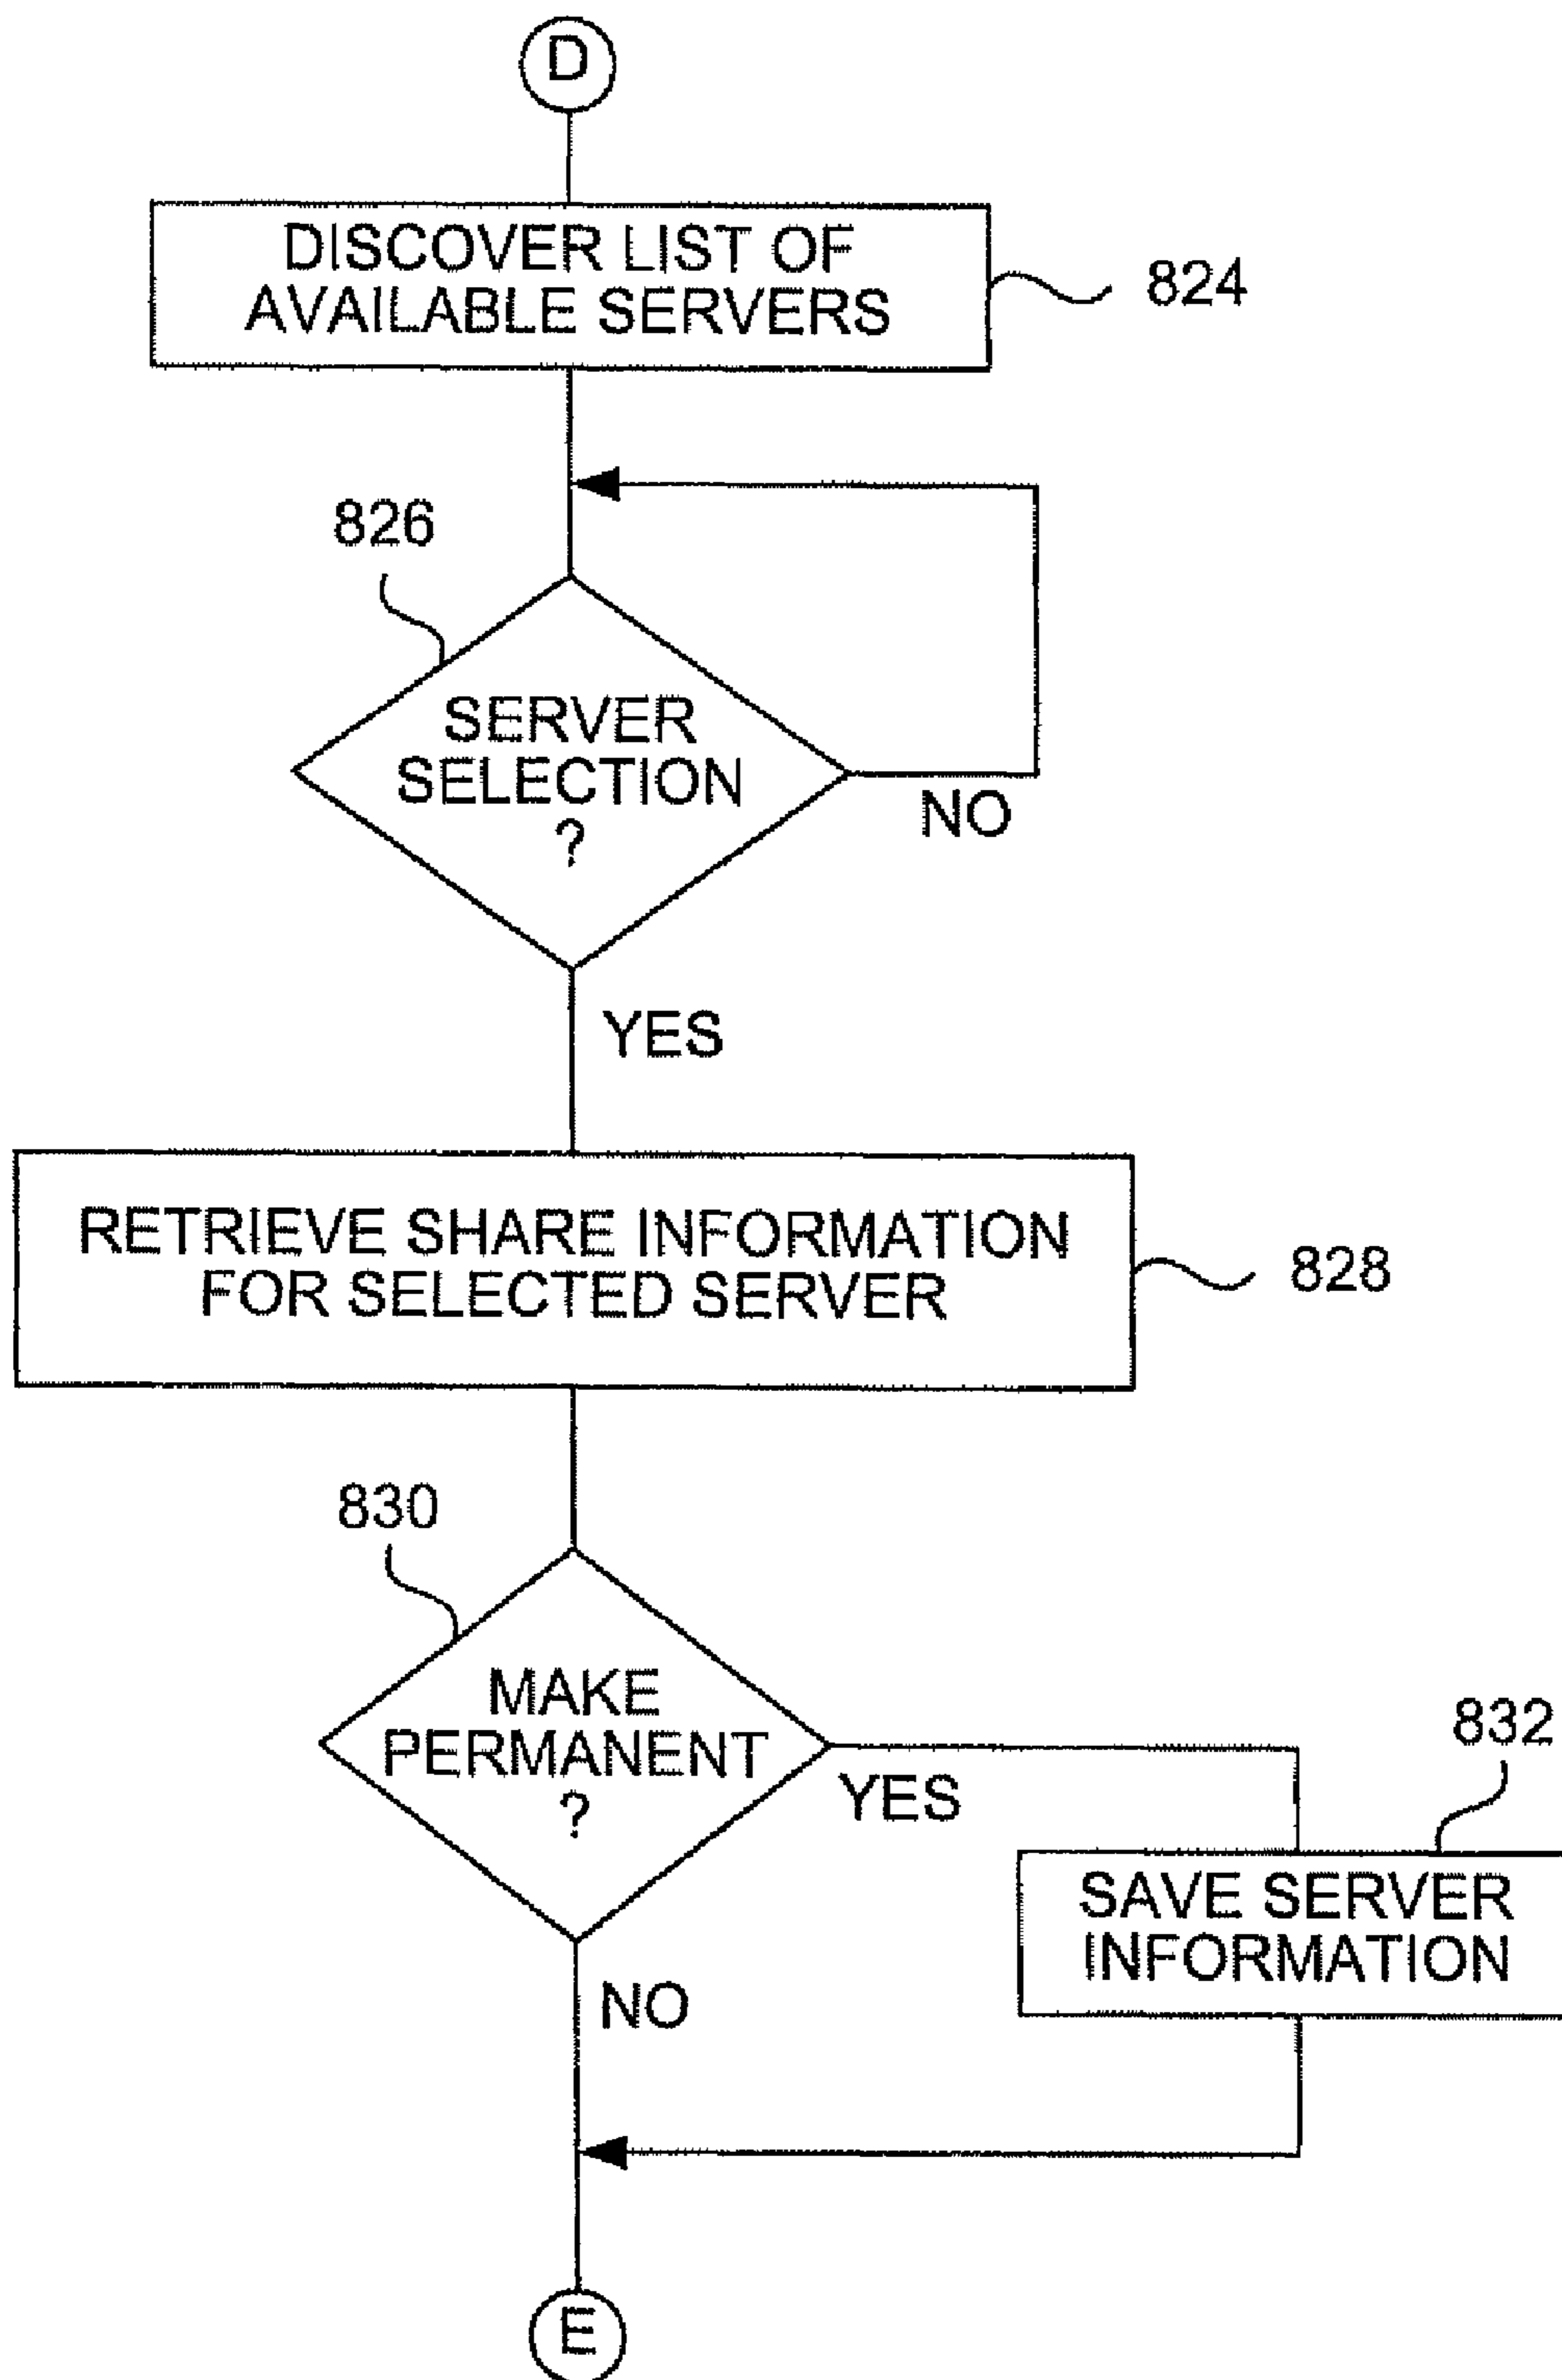 D
DISCOVER LIST OF
AVAILABLE SERVERS
824
826
SERVER
SELECTION
?
NO
YES
RETRIEVE SHARE INFORMATION
FOR SELECTED SERVER
828
830
MAKE
PERMANENT
?
YES
832
SAVE SERVER
INFORMATION
NO
E